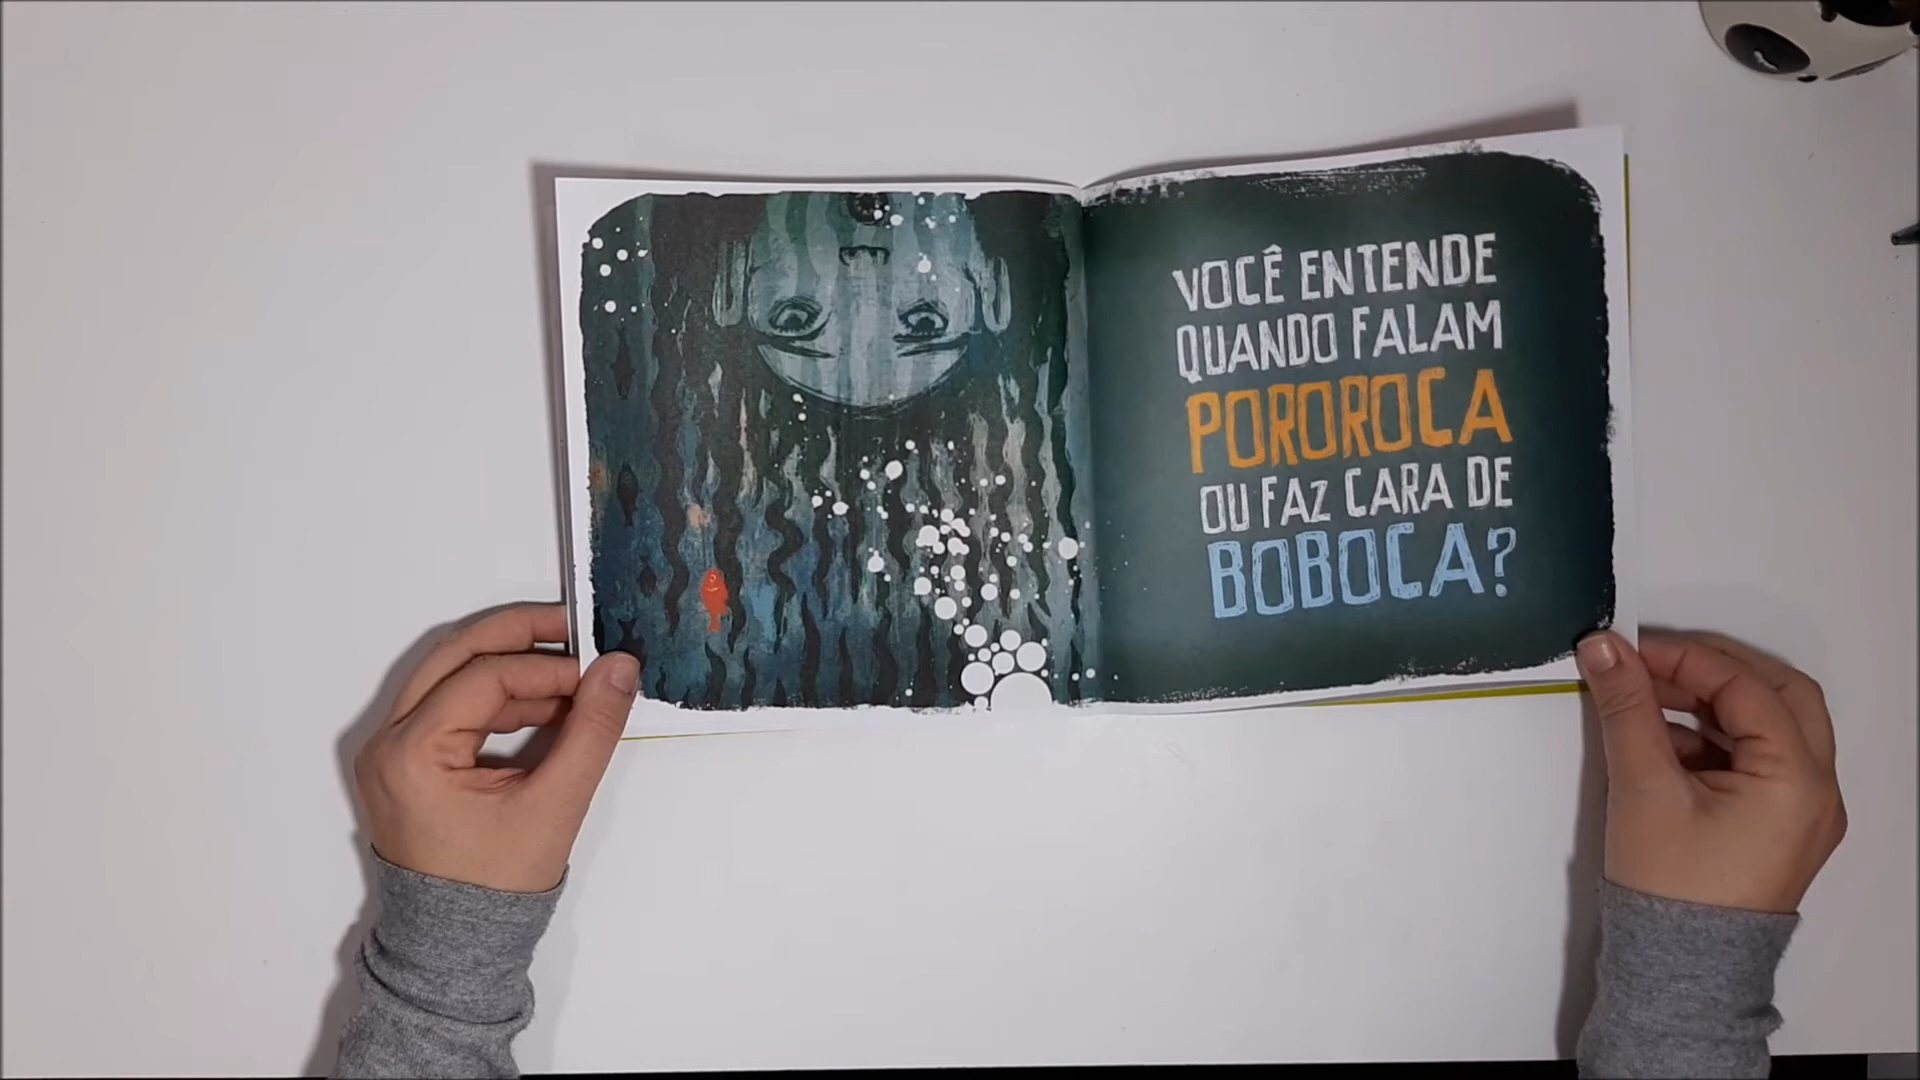 VOCÊ ENTENDE
QUANDO FALAM
POROROCA
OU FAZ CARA DE
BOBOCA?